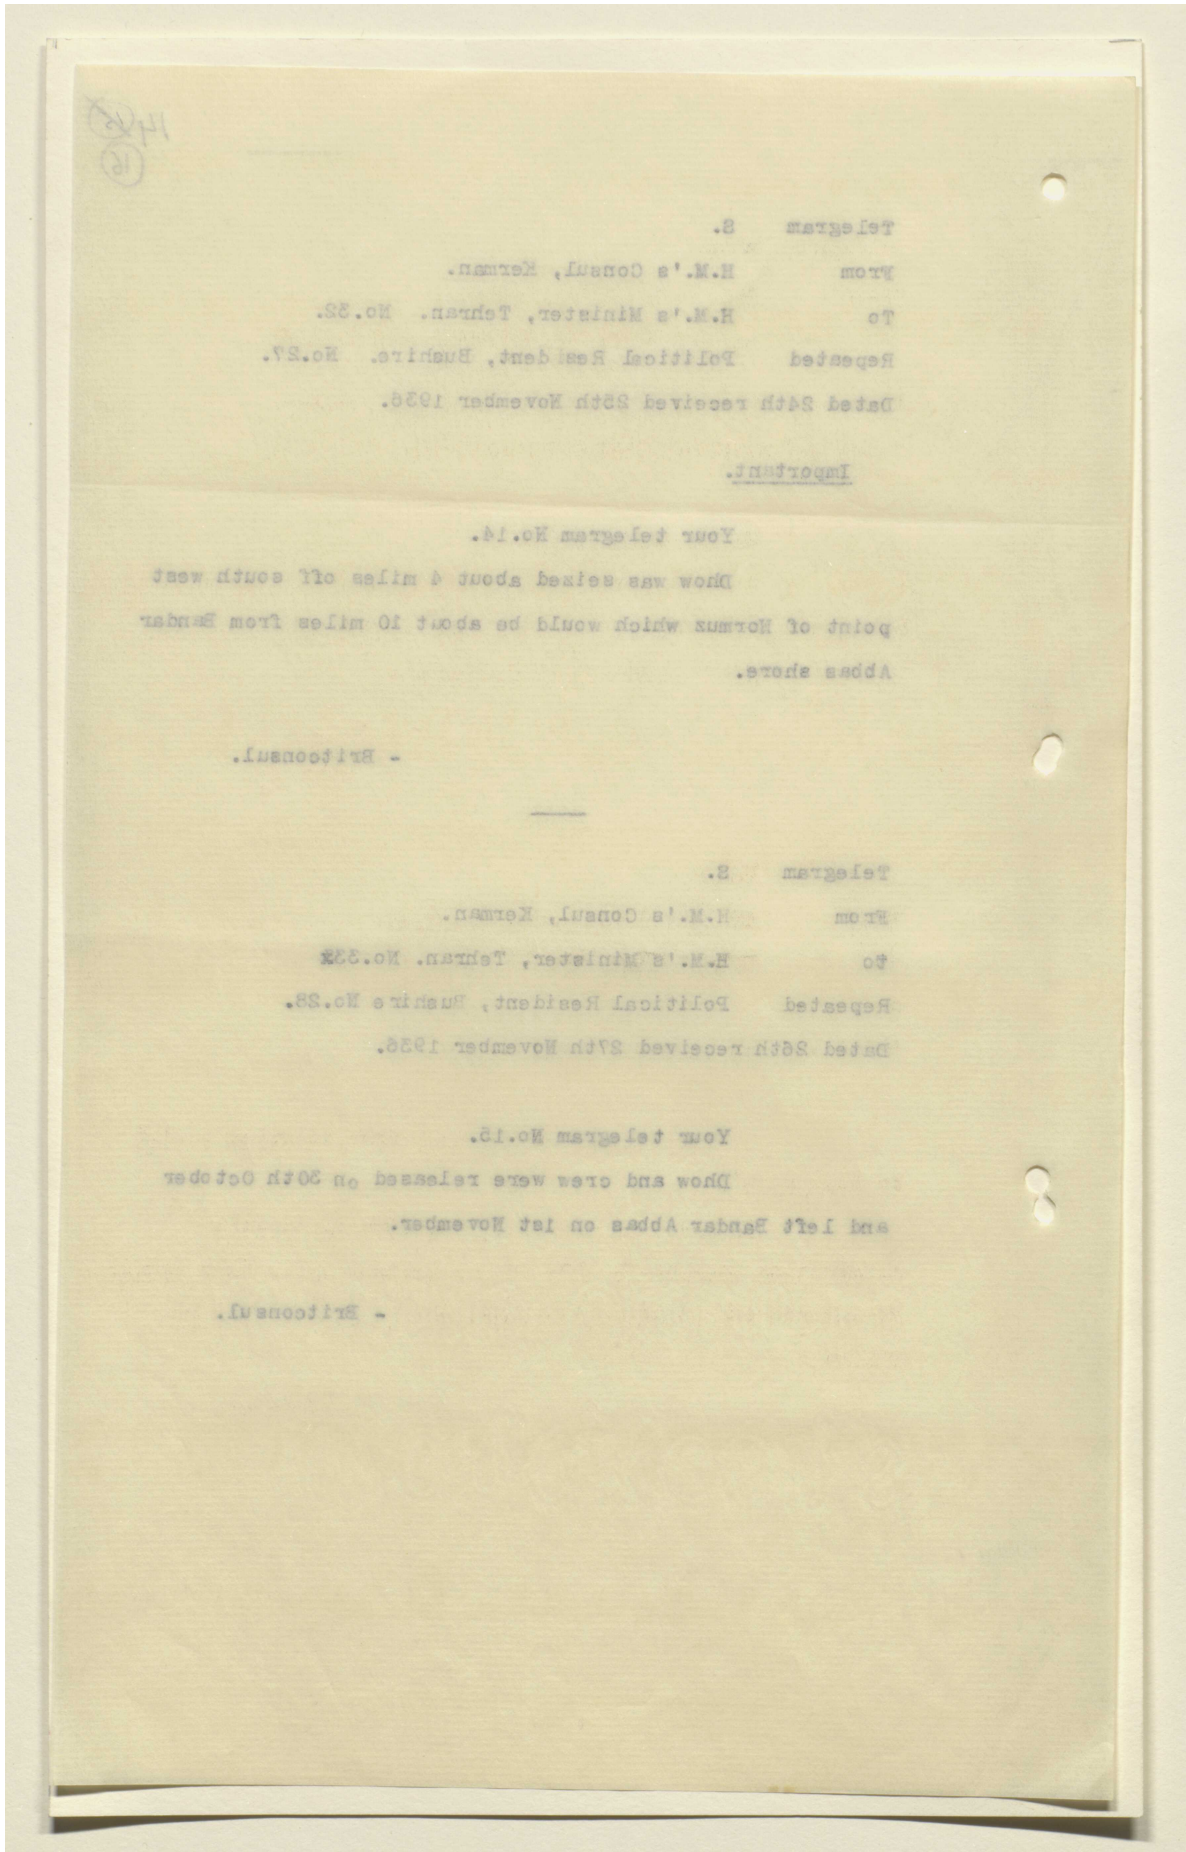 14
16
Telegram S.
From H.M.'s Consul, Kerman.
To H.M.'s Minister, Tehran. No.32.
Repeated Political Resident, Bushire. No.27.
Dated 24th received 25th November 1936.
Important.
Your telegram No.14.
Dhow was seized about 4 miles off south west
point of Hormuz which would be about 10 miles from Bandar
Abbas shore.
- Britconsul.
Telegram S.
From H.M.'s Consul, Kerman.
to H.M.'s Minister, Tehran. No.33
Repeated Political Resident, Bushire No.28.
Dated 26th received 27th November 1936.
Your telegram No.15.
Dhow and crew were released on 30th October
and left Bandar Abbas on 1st November.
- Britconsul.